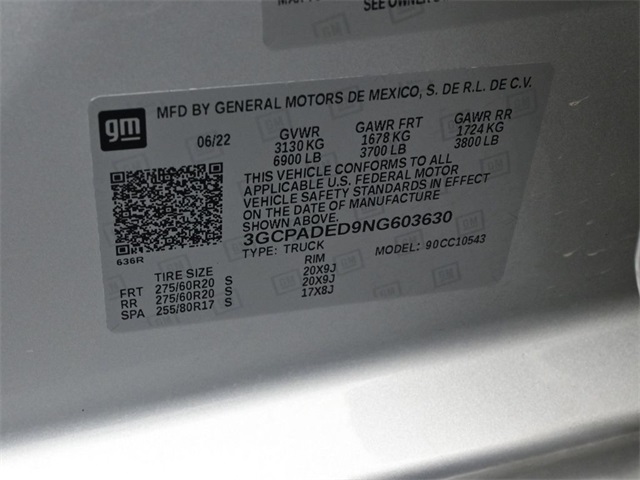 SEE OWNER
gm
MFD BY GENERAL MOTORS DE MEXICO, S. DE R.L. DE C.V.
06/22 GVWR GAWR FRT GAWR RR
3130 KG 1678 KG 1724 KG
6900 LB 3700 LB 3800 LB
THIS VEHICLE CONFORMS TO ALL
APPLICABLE U.S. FEDERAL MOTOR
VEHICLE SAFETY STANDARDS IN EFFECT
ON THE DATE OF MANUFACTURE
SHOWN ABOVE.
3GCPADED9NG603630
636R
TYPE: TRUCK MODEL: 90CC10543
TIRE SIZE RIM
FRT 275/60R20 S 20X9J
RR 275/60R20 S 20X9J
SPA 255/80R17 S 17X8J